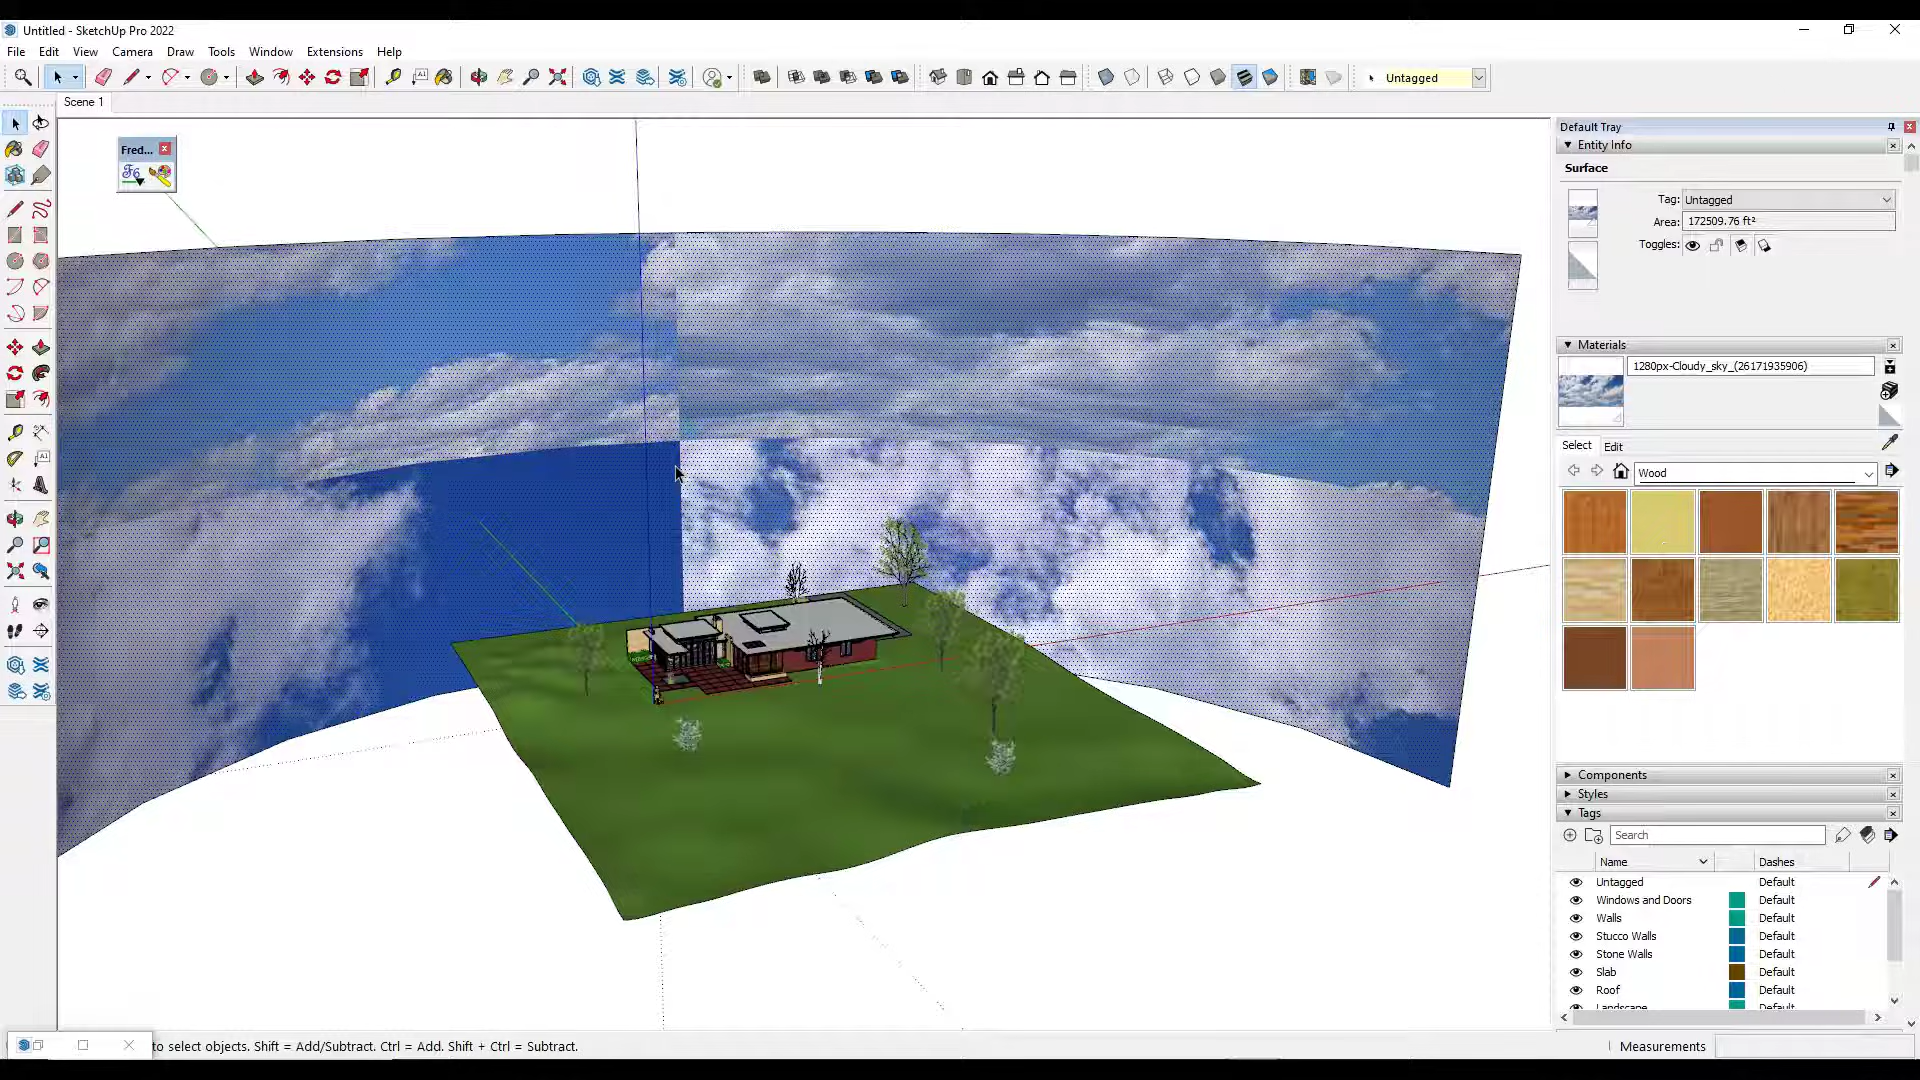 Untitled - SketchUp Pro 2022
File Edit View Camera Draw Tools Window Extensions Help
Untagged
Scene 1
Default Tray
Fred...
Entity Info
Surface
Tag: Untagged
Area: 172509.76 ft²
Toggles:
Materials
1280px-Cloudy_sky_(26171935906)
Select Edit
Wood
Components
Styles
Tags
Search
Name Dashes
Untagged Default
Windows and Doors Default
Walls Default
Stucco Walls Default
Stone Walls Default
Slab Default
Roof Default
Landscape Default
to select objects. Shift = Add/Subtract. Ctrl = Add. Shift + Ctrl = Subtract.
Measurements